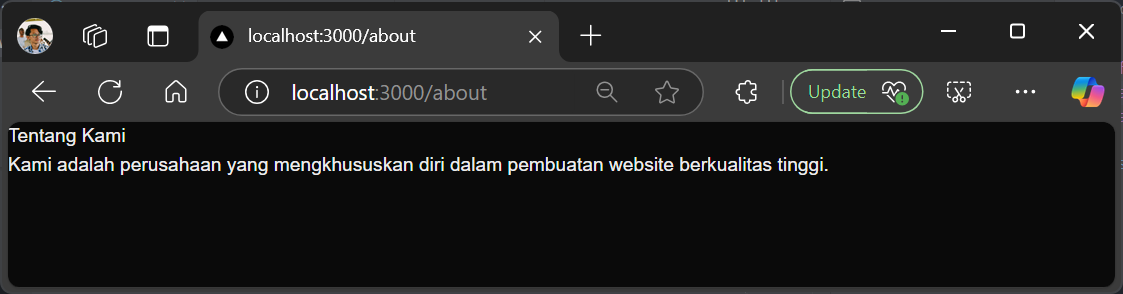 localhost:3000/about
localhost:3000/about
Update
Tentang Kami
Kami adalah perusahaan yang mengkhususkan diri dalam pembuatan website berkualitas tinggi.